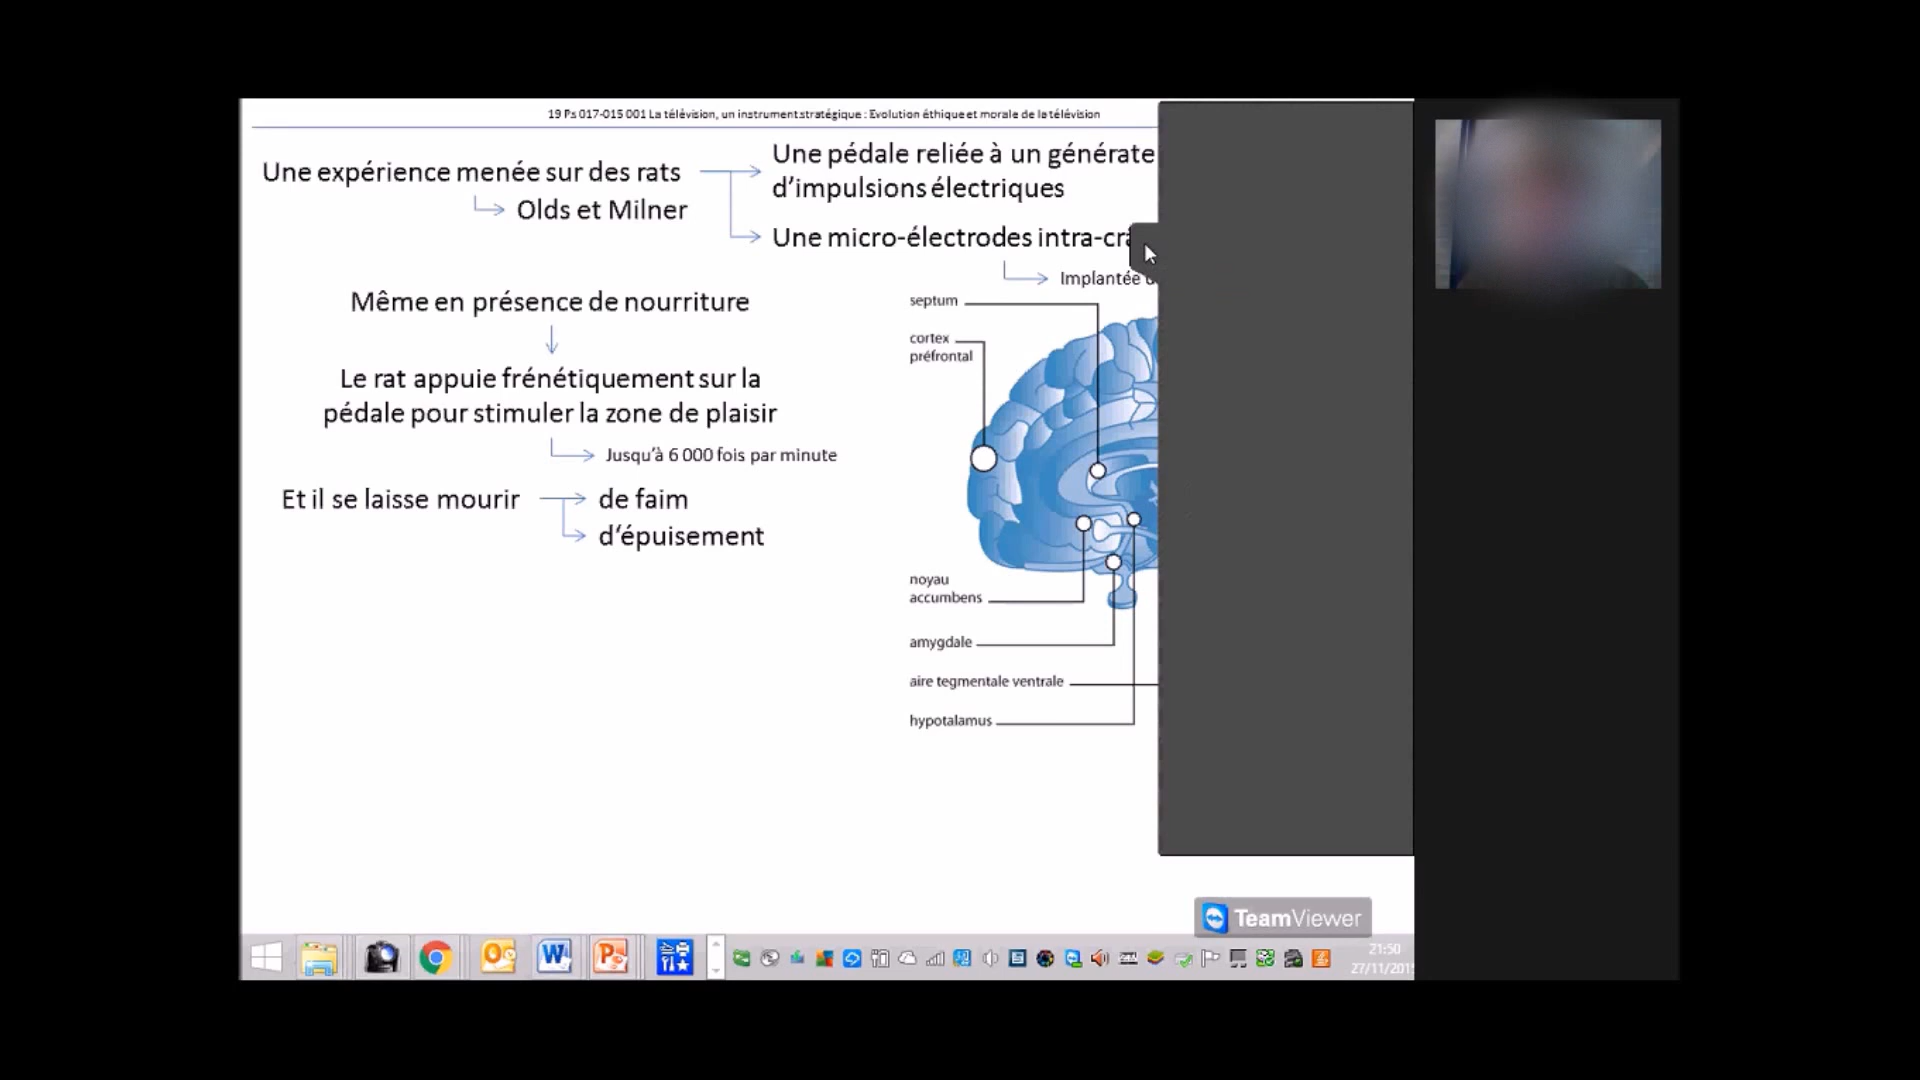 19 Ps 017-015 001 La télévision, un instrument stratégique : Evolution éthique et morale de la télévision
Une expérience menée sur des rats
Olds et Milner
Une pédale reliée à un générate
d’impulsions électriques
Une micro-électrodes intra-cra
Implantée
Même en présence de nourriture
Le rat appuie frénétiquement sur la
pédale pour stimuler la zone de plaisir
Jusqu’à 6 000 fois par minute
Et il se laisse mourir
de faim
d’épuisement
septum
cortex
préfrontal
noyau
accumbens
amygdale
aire tegmentale ventrale
hypotalamus
TeamViewer
21:50
27/11/201